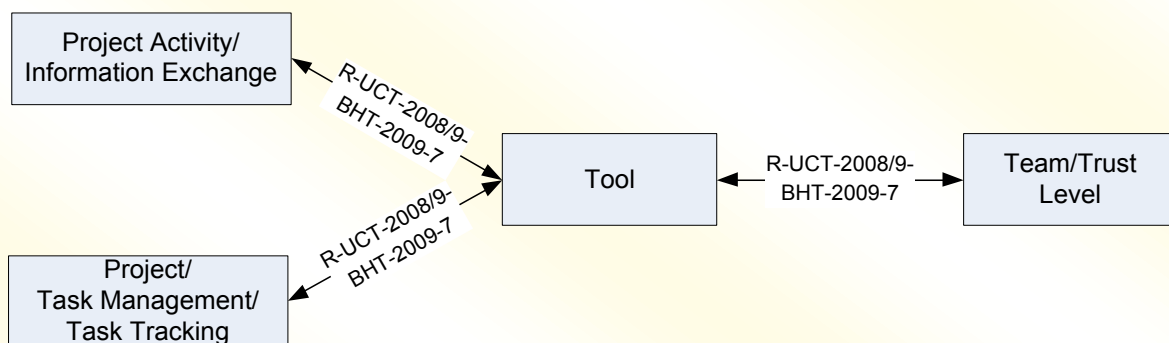 Project Activity/
Information Exchange
R-UCT-2008/9-
BHT-2009-7
Tool
R-UCT-2008/9-
BHT-2009-7
Team/Trust
Level
R-UCT-2008/9-
BHT-2009-7
Project/
Task Management/
Task Tracking